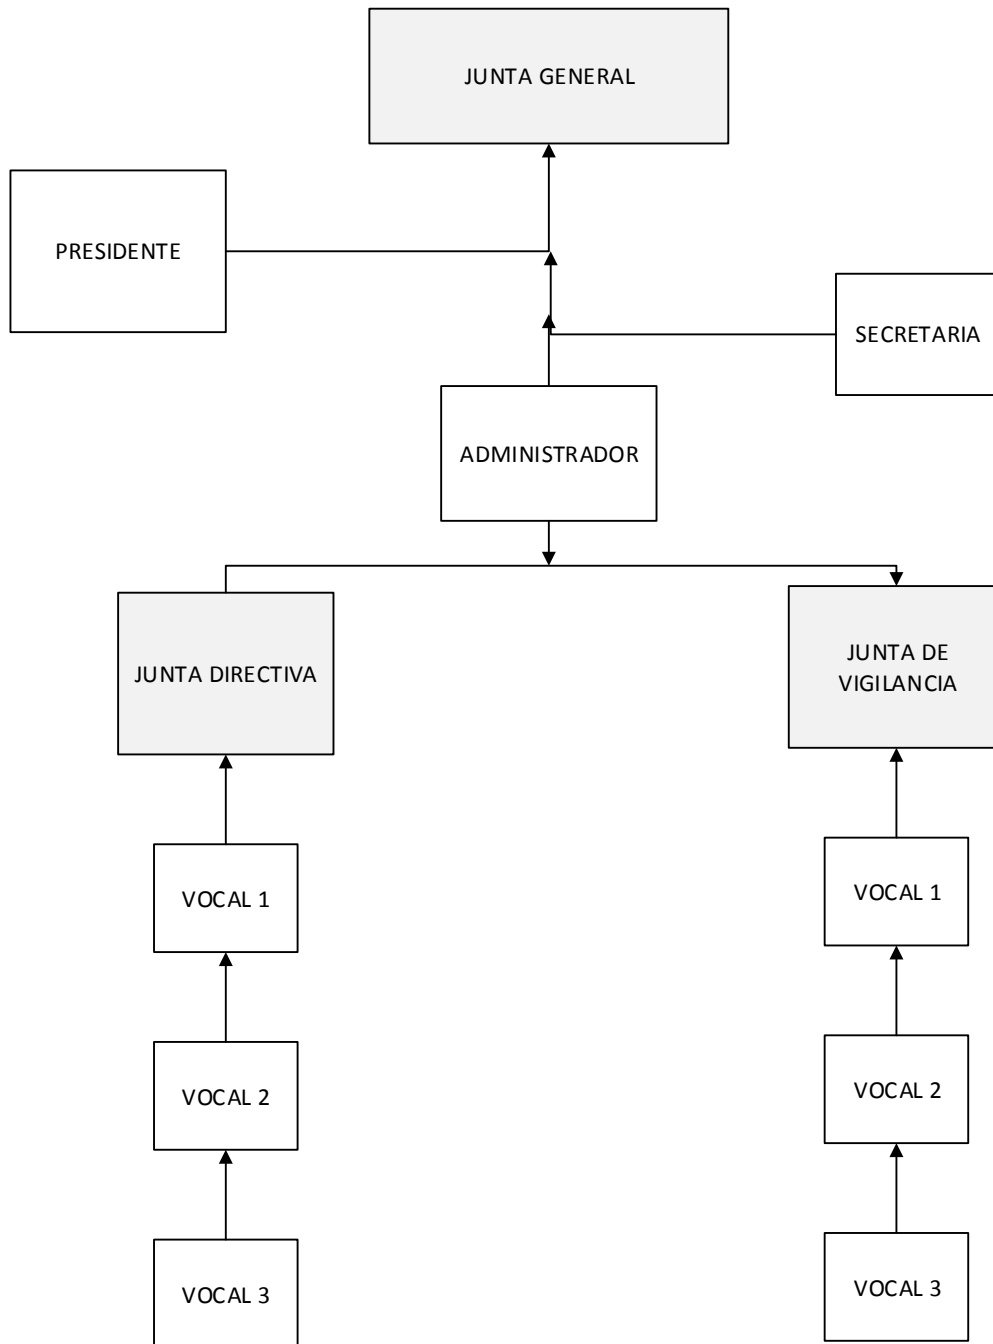 JUNTA GENERAL
PRESIDENTE
SECRETARIA
ADMINISTRADOR
JUNTA DIRECTIVA
JUNTA DE
VIGILANCIA
VOCAL 1
VOCAL 1
VOCAL 2
VOCAL 2
VOCAL 3
VOCAL 3